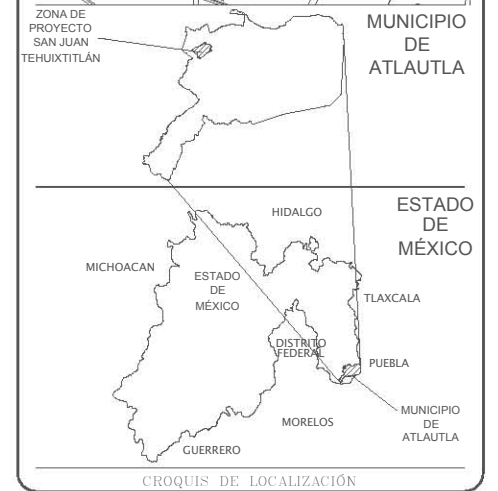 ZONA DE
PROYECTO
SAN JUAN
TEHUIXTITLÁN
MUNICIPIO
DE
ATLAUTLA
ESTADO
DE
MÉXICO
HIDALGO
MICHOACAN
ESTADO
DE
MÉXICO
TLAXCALA
DISTRITO
FEDERAL
PUEBLA
MUNICIPIO
DE
ATLAUTLA
MORELOS
GUERRERO
CROQUIS DE LOCALIZACIÓN